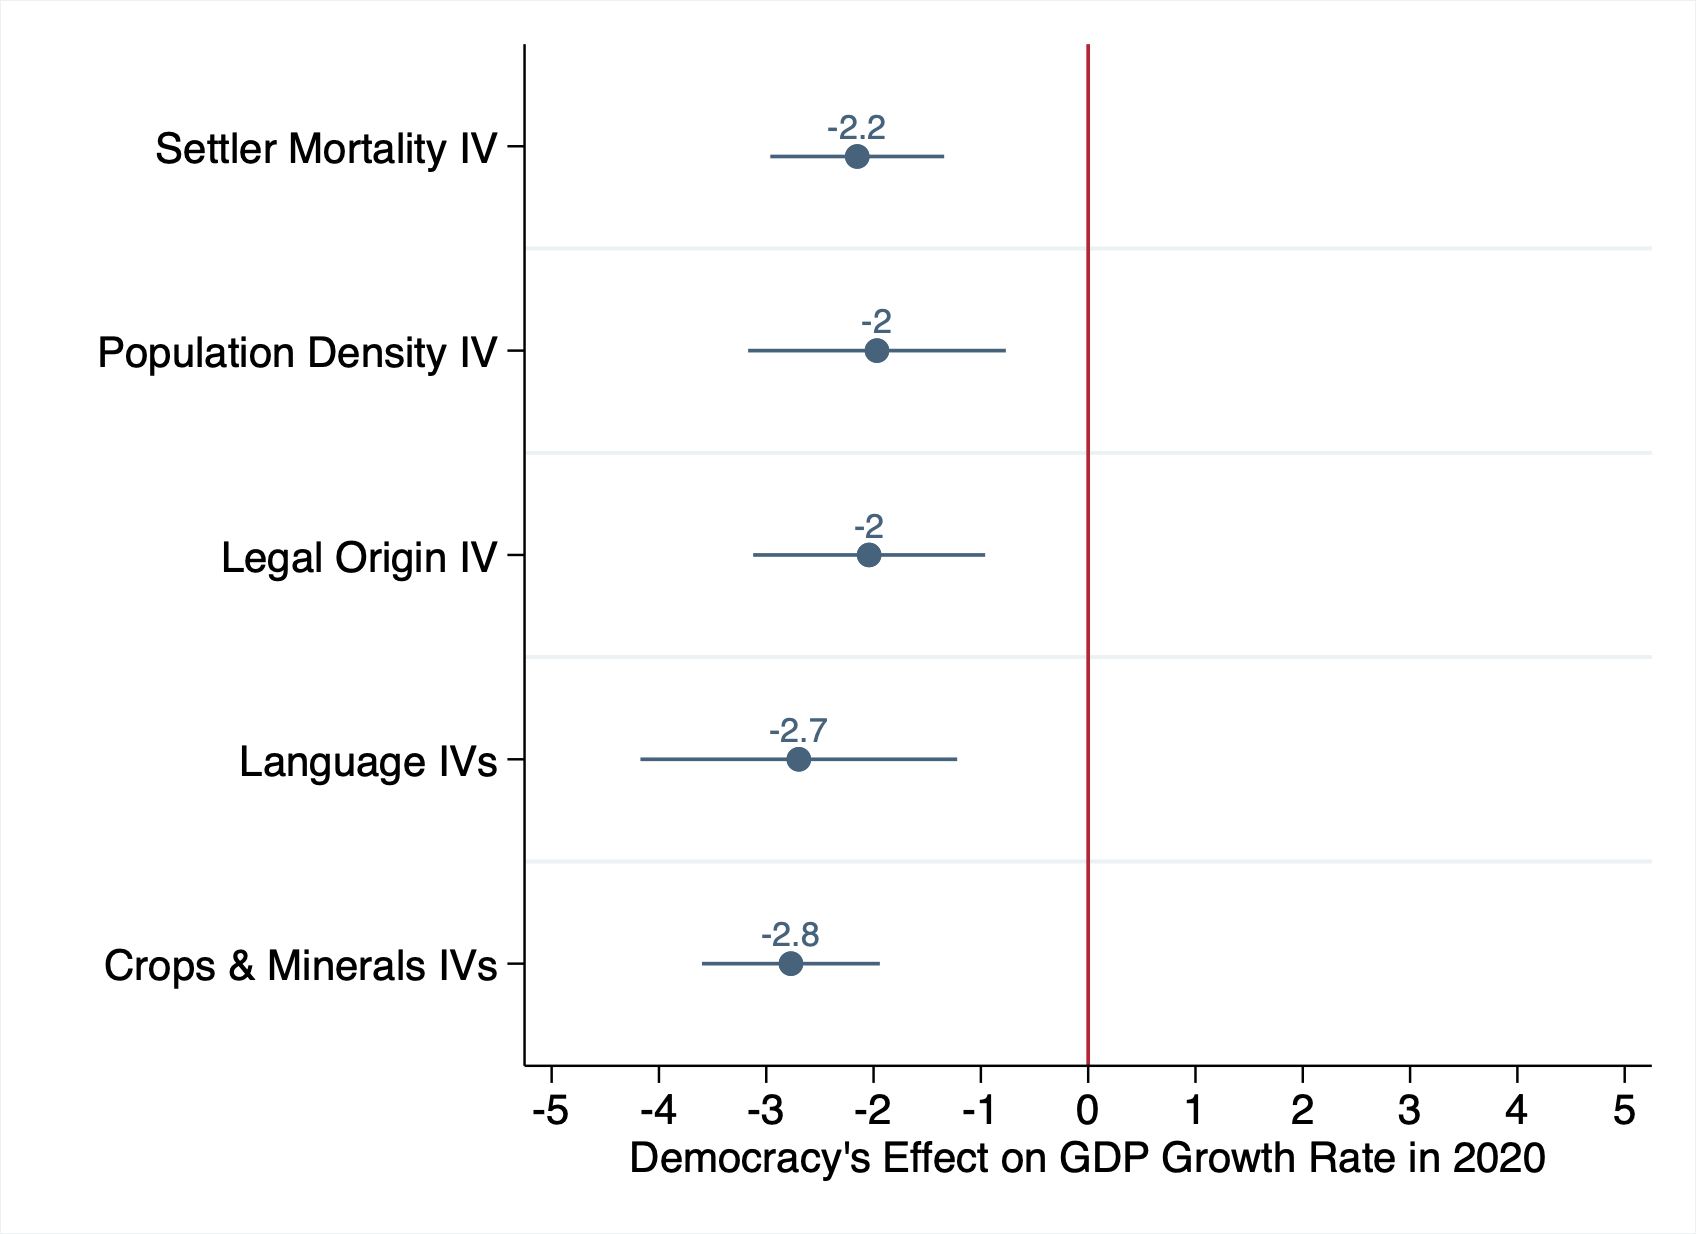 Settler Mortality IV
-2.2
Population Density IV
-2
Legal Origin IV
-2
Language IVs
-2.7
Crops & Minerals IVs
-2.8
-5 -4 -3 -2 -1 0 1 2 3 4 5
Democracy's Effect on GDP Growth Rate in 2020